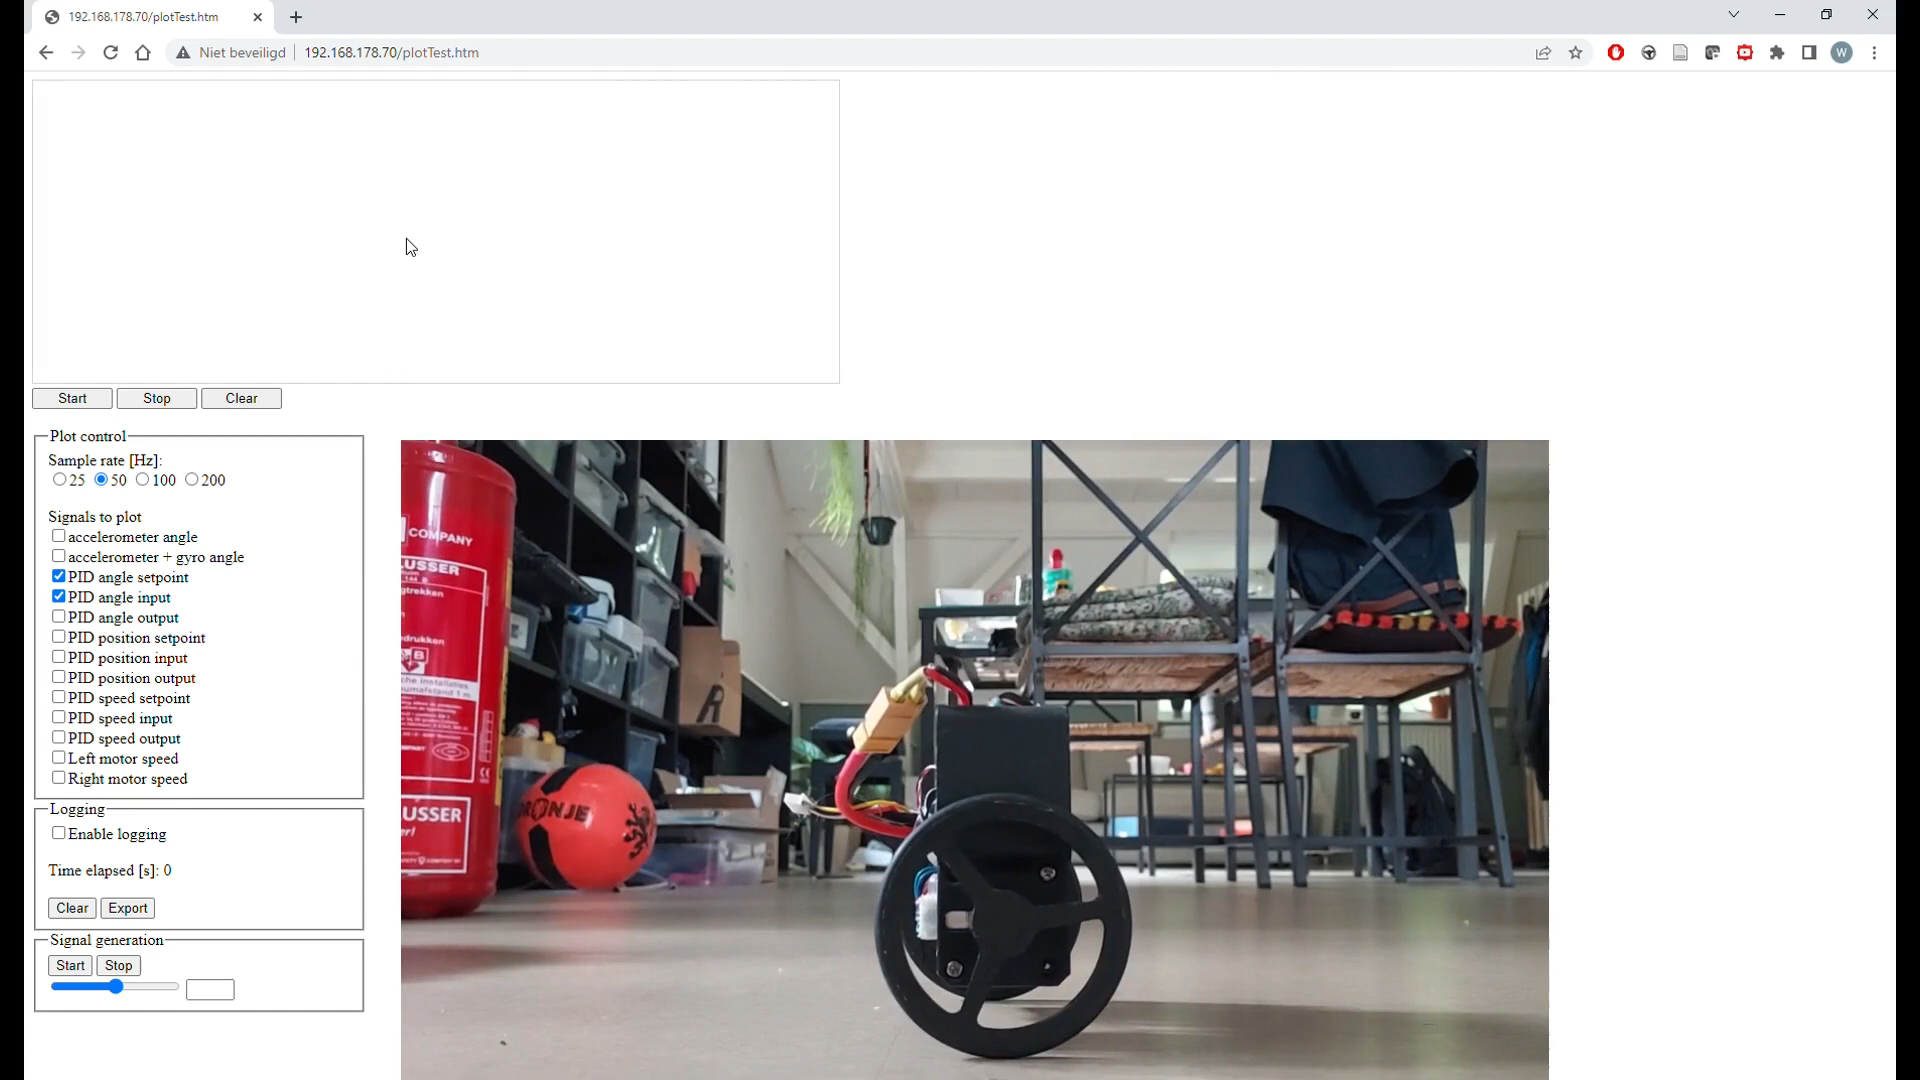 192.168.178.70/plotTest.htm
Niet beveiligd
192.168.178.70/plotTest.htm
W
Start
Stop
Clear
Plot control
Sample rate [Hz]:
25 50 100 200
Signals to plot
accelerometer angle
accelerometer + gyro angle
PID angle setpoint
PID angle input
PID angle output
PID position setpoint
PID position input
PID position output
PID speed setpoint
PID speed input
PID speed output
Left motor speed
Right motor speed
Logging
Enable logging
Time elapsed [s]: 0
Clear Export
Signal generation
Start Stop
COMPANY
LUSSER
drukken
LUSSER
USSER
RONJE
R